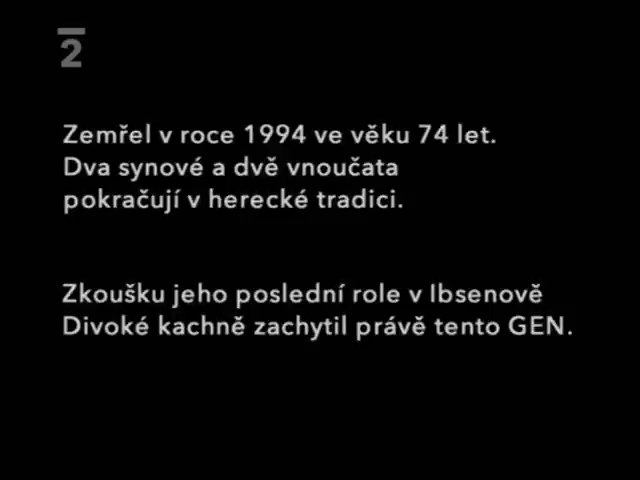 2
Zemřel v roce 1994 ve věku 74 let.
Dva synové a dvě vnoučata
pokračují v herecké tradici.
Zkoušku jeho poslední role v Ibsenově
Divoké kachně zachytil právě tento GEN.